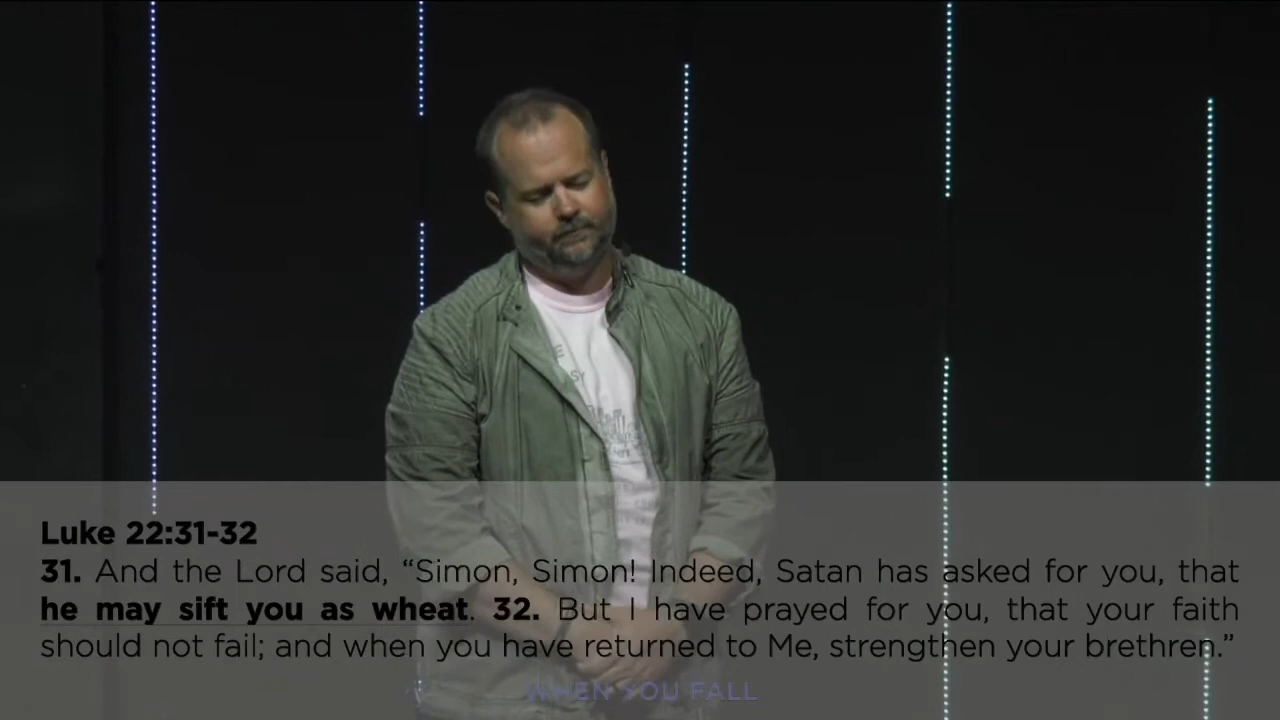 E
SY
Luke 22:31-32
31. And the Lord said, “Simon, Simon! Indeed, Satan has asked for you, that
he may sift you as wheat. 32. But I have prayed for you, that your faith
should not fail; and when you have returned to Me, strengthen your brethren.”
WHEN YOU FALL